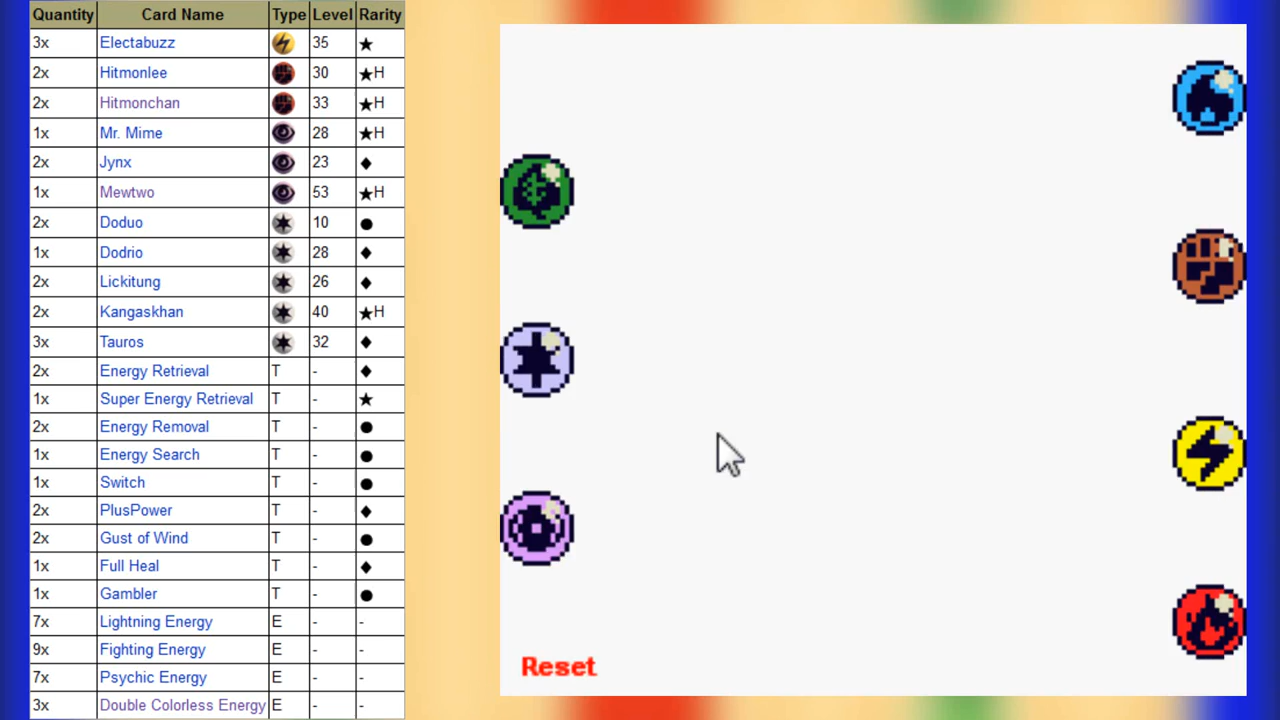 Quantity Card Name Type Level Rarity
3x Electabuzz 35 ★
2x Hitmonlee 30 ★H
2x Hitmonchan 33 ★H
1x Mr. Mime 28 ★H
2x Jynx 23 ♦
1x Mewtwo 53 ★H
2x Doduo 10 ●
1x Dodrio 28 ♦
2x Lickitung 26 ♦
2x Kangaskhan 40 ★H
3x Tauros 32 ♦
2x Energy Retrieval T - ♦
1x Super Energy Retrieval T - ★
2x Energy Removal T - ●
1x Energy Search T - ●
1x Switch T - ●
2x PlusPower T - ♦
2x Gust of Wind T - ●
1x Full Heal T - ♦
1x Gambler T - ●
7x Lightning Energy E - -
9x Fighting Energy E - -
7x Psychic Energy E - -
3x Double Colorless Energy E - -
Reset